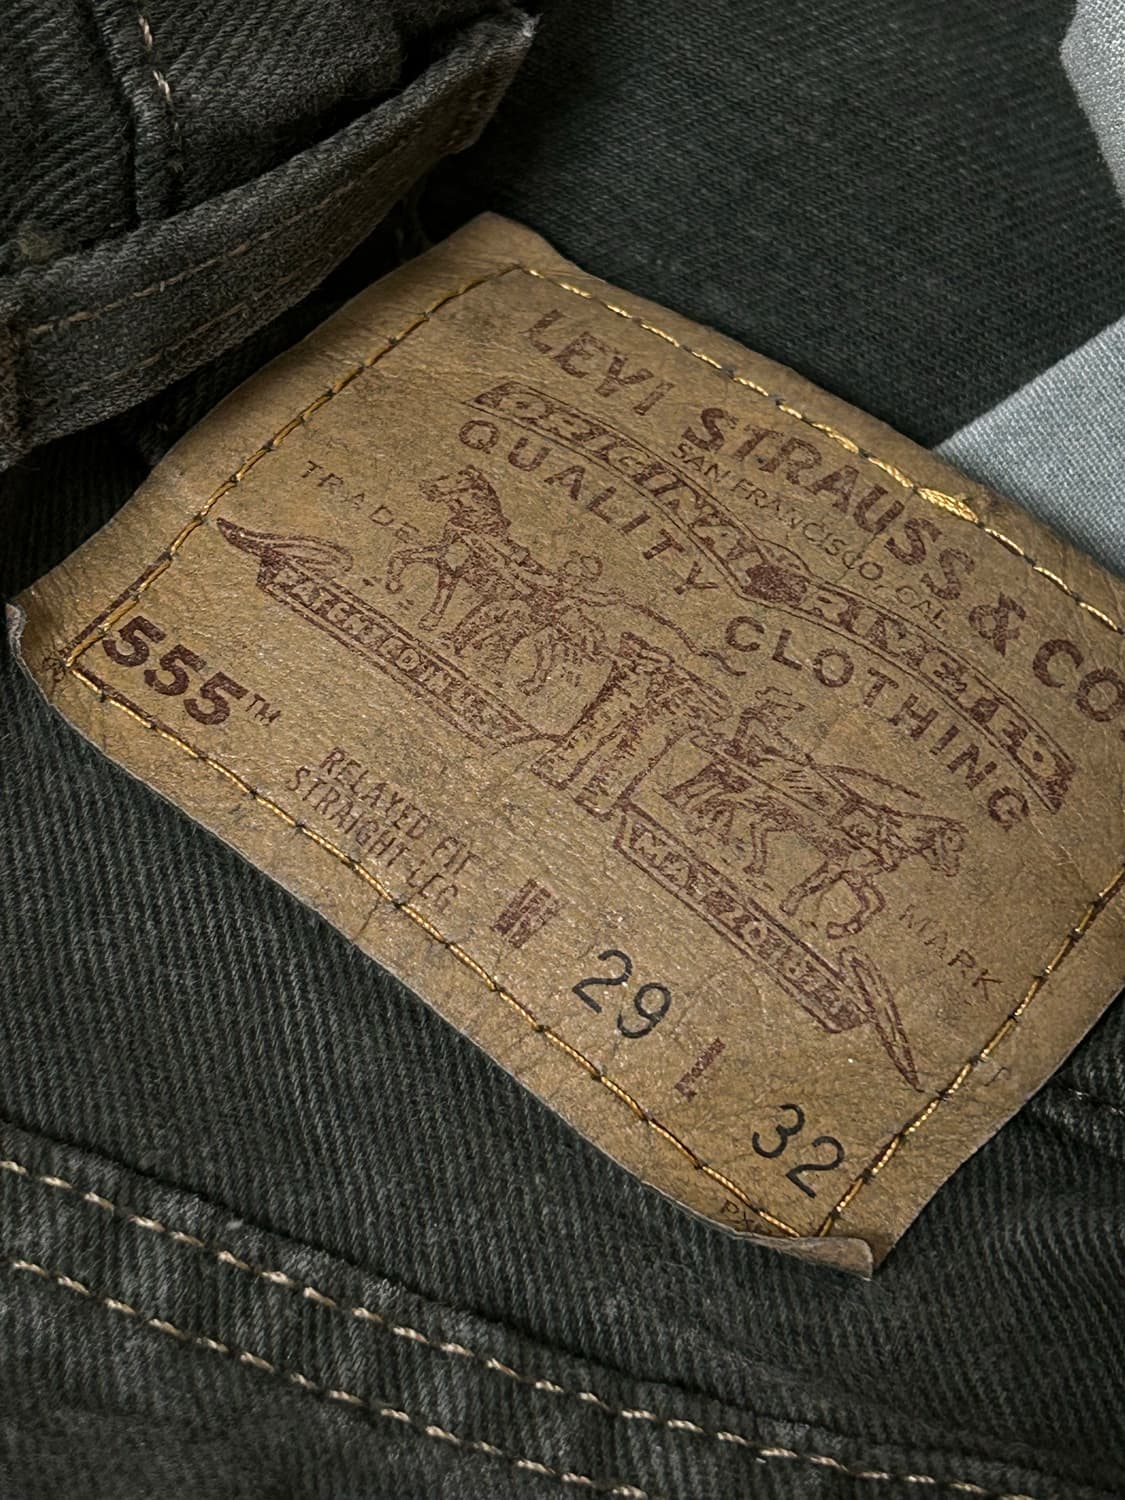 LEVI STRAUSS & CO.
SAN FRANCISCO, CAL.
QUALITY CLOTHING
TRADE MARK
555™
RELAXED FIT
STRAIGHT LEG
W 29 L 32